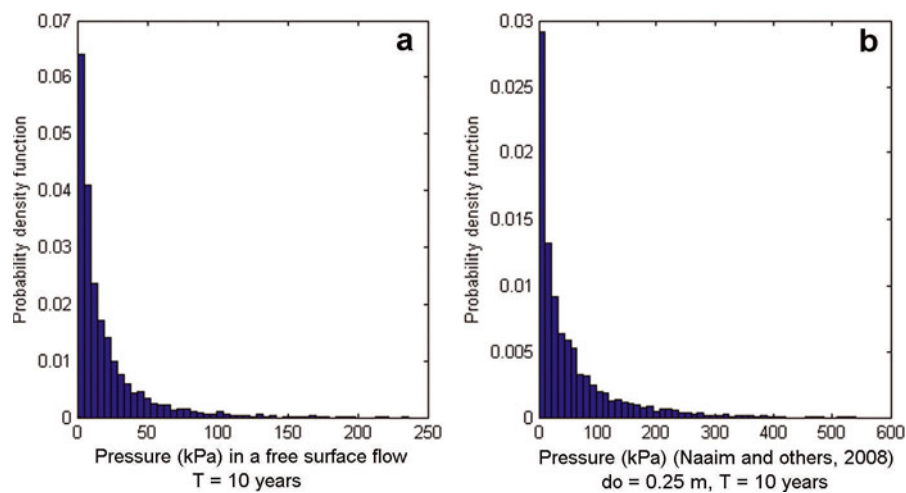 a
0.07
0.06
0.05
0.04
0.03
0.02
0.01
0
Probability density function
0 50 100 150 200 250
Pressure (kPa) in a free surface flow
T = 10 years
b
0.03
0.025
0.02
0.015
0.01
0.005
0
Probability density function
0 100 200 300 400 500 600
Pressure (kPa) (Naaim and others, 2008)
do = 0.25 m, T = 10 years